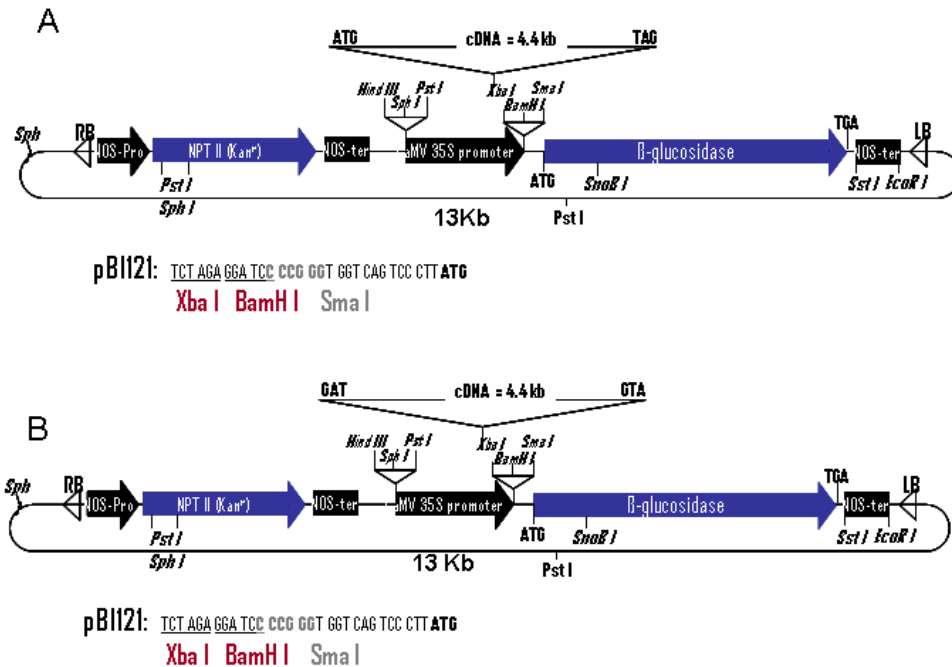 A
ATG cDNA = 4.4 kb TAG
Hind III Sph I Pst I Xba I BamH I Sma I
Sph RB NOS-Pro NPT II (Kanʳ) NOS-ter aMV 35S promoter ß-glucosidase TGA NOS-ter LB
Pst I Sph I ATG SnaB I Sst I EcoR I
13Kb Pst I
pBI121: TCT AGA GGA TCC CCG GGT GGT CAG TCC CTT ATG
Xba I BamH I Sma I
B
GAT cDNA = 4.4 kb GTA
Hind III Sph I Pst I Xba I BamH I Sma I
Sph RB NOS-Pro NPT II (Kanʳ) NOS-ter aMV 35S promoter ß-glucosidase TGA NOS-ter LB
Pst I Sph I ATG SnaB I Sst I EcoR I
13 Kb Pst I
pBI121: TCT AGA GGA TCC CCG GGT GGT CAG TCC CTT ATG
Xba I BamH I Sma I